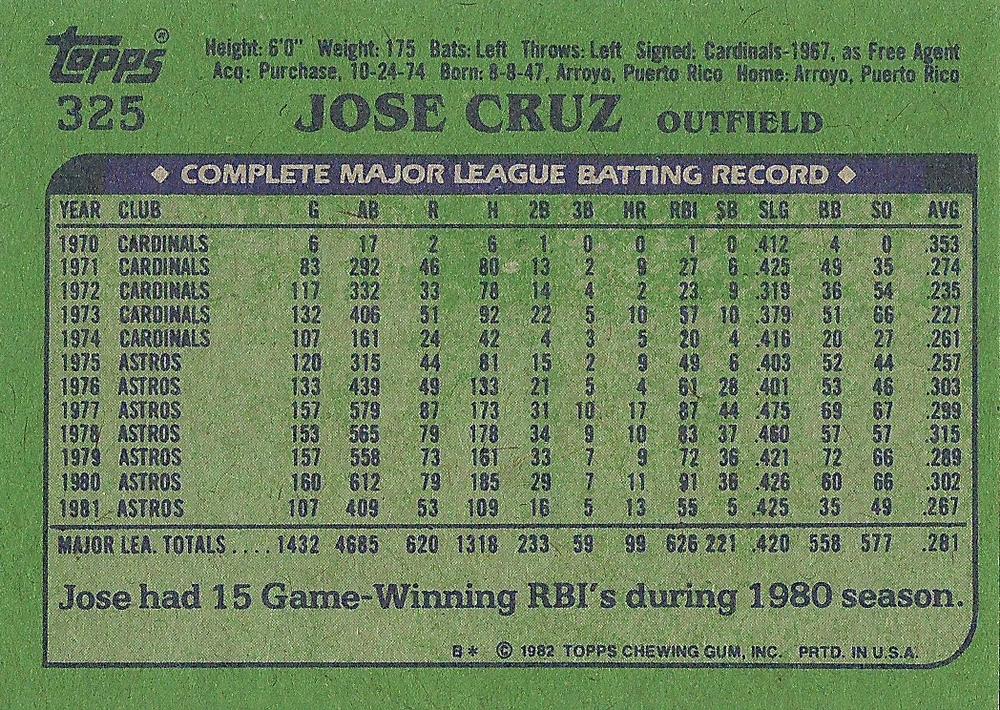 Topps® Height: 6'0" Weight: 175 Bats: Left Throws: Left Signed: Cardinals-1967, as Free Agent
Acq: Purchase, 10-24-74 Born: 8-8-47, Arroyo, Puerto Rico Home: Arroyo, Puerto Rico
325 JOSE CRUZ OUTFIELD
◆ COMPLETE MAJOR LEAGUE BATTING RECORD ◆
YEAR CLUB G AB R H 2B 3B HR RBI SB SLG BB SO AVG
1970 CARDINALS 6 17 2 6 1 0 0 1 0 .412 4 0 .353
1971 CARDINALS 83 292 46 80 13 2 9 27 6 .425 49 35 .274
1972 CARDINALS 117 332 33 78 14 4 2 23 9 .319 36 54 .235
1973 CARDINALS 132 406 51 92 22 5 10 57 10 .379 51 66 .227
1974 CARDINALS 107 161 24 42 4 3 5 20 4 .416 20 27 .261
1975 ASTROS 120 315 44 81 15 2 9 49 6 .403 52 44 .257
1976 ASTROS 133 439 49 133 21 5 4 61 28 .401 53 46 .303
1977 ASTROS 157 579 87 173 31 10 17 87 44 .475 69 67 .299
1978 ASTROS 153 565 79 178 34 9 10 83 37 .460 57 57 .315
1979 ASTROS 157 558 73 161 33 7 9 72 36 .421 72 66 .289
1980 ASTROS 160 612 79 185 29 7 11 91 36 .426 60 66 .302
1981 ASTROS 107 409 53 109 16 5 13 55 5 .425 35 49 .267
MAJOR LEA. TOTALS .... 1432 4685 620 1318 233 59 99 626 221 .420 558 577 .281
Jose had 15 Game-Winning RBI's during 1980 season.
B* © 1982 TOPPS CHEWING GUM, INC. PRTD. IN U.S.A.